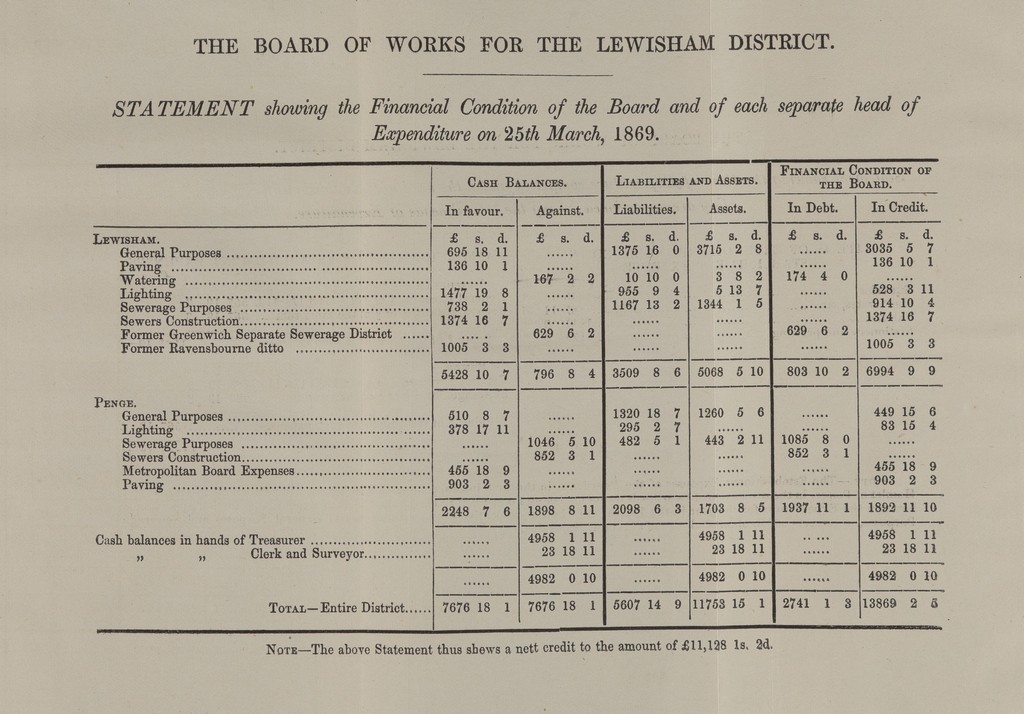 THE BOARD OF WORKS FOR THE LEWISHAM DISTRICT.
STATEMENT showing the Financial Condition of the Board and of each separate head of
Expenditure on 25th March, 1869.
CASH BALANCES. LIABILITIES AND ASSETS. FINANCIAL CONDITION OF THE BOARD.
In favour. Against. Liabilities. Assets. In Debt. In Credit.
LEWISHAM. £ s. d. £ s. d. £ s. d. £ s. d. £ s. d. £ s. d.
General Purposes ...... 695 18 11 ...... 1375 16 0 3715 2 8 ...... 3035 5 7
Paving ...... 136 10 1 ...... ...... ...... ...... 136 10 1
Watering ...... ...... 167 2 2 10 10 0 3 8 2 174 4 0 ......
Lighting ...... 1477 19 8 ...... 955 9 4 5 13 7 ...... 528 3 11
Sewerage Purposes ...... 738 2 1 ...... 1167 13 2 1344 1 5 ...... 914 10 4
Sewers Construction ...... 1374 16 7 ...... ...... ...... ...... 1374 16 7
Former Greenwich Separate Sewerage District ...... ...... 629 6 2 ...... ...... 629 6 2 ......
Former Ravensbourne ditto ...... 1005 3 3 ...... ...... ...... ...... 1005 3 3
5428 10 7 796 8 4 3509 8 6 5068 5 10 803 10 2 6994 9 9
PENGE.
General Purposes ...... 510 8 7 ...... 1320 18 7 1260 5 6 ...... 449 15 6
Lighting ...... 378 17 11 ...... 295 2 7 ...... ...... 83 15 4
Sewerage Purposes ...... ...... 1046 5 10 482 5 1 443 2 11 1085 8 0 ......
Sewers Construction ...... ...... 852 3 1 ...... ...... 852 3 1 ......
Metropolitan Board Expenses ...... 455 18 9 ...... ...... ...... ...... 455 18 9
Paving ...... 903 2 3 ...... ...... ...... ...... 903 2 3
2248 7 6 1898 8 11 2098 6 3 1703 8 5 1937 11 1 1892 11 10
Cash balances in hands of Treasurer ...... ...... 4958 1 11 ...... 4958 1 11 ...... 4958 1 11
„ „ Clerk and Surveyor ...... ...... 23 18 11 ...... 23 18 11 ...... 23 18 11
...... 4982 0 10 ...... 4982 0 10 ...... 4982 0 10
TOTAL—Entire District ...... 7676 18 1 7676 18 1 5607 14 9 11753 15 1 2741 1 3 13869 2 5
NOTE—The above Statement thus shews a nett credit to the amount of £11,128 1s. 2d.